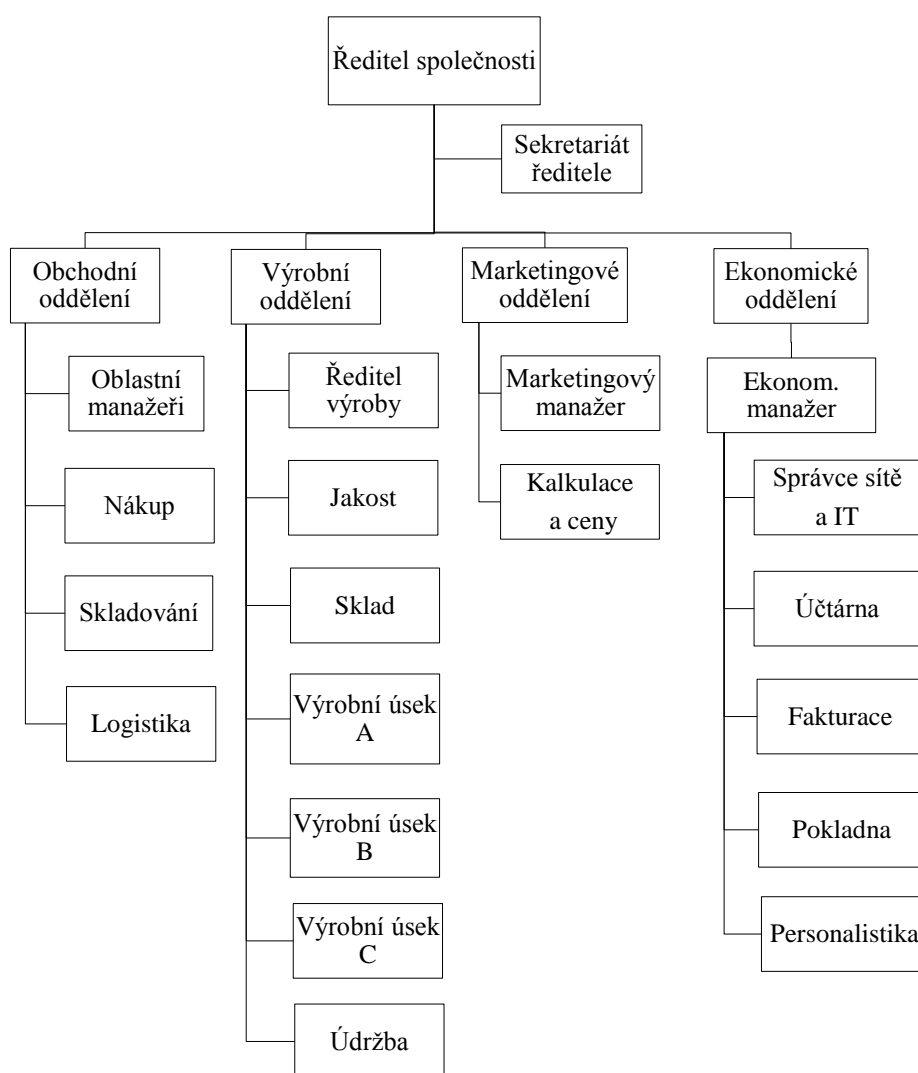 Ředitel společnosti
Sekretariát
ředitele
Obchodní
oddělení
Výrobní
oddělení
Marketingové
oddělení
Ekonomické
oddělení
Oblastní
manažeři
Nákup
Skladování
Logistika
Ředitel
výroby
Jakost
Sklad
Výrobní úsek
A
Výrobní úsek
B
Výrobní úsek
C
Údržba
Marketingový
manažer
Kalkulace
a ceny
Ekonom.
manažer
Správce sítě
a IT
Účtárna
Fakturace
Pokladna
Personalistika